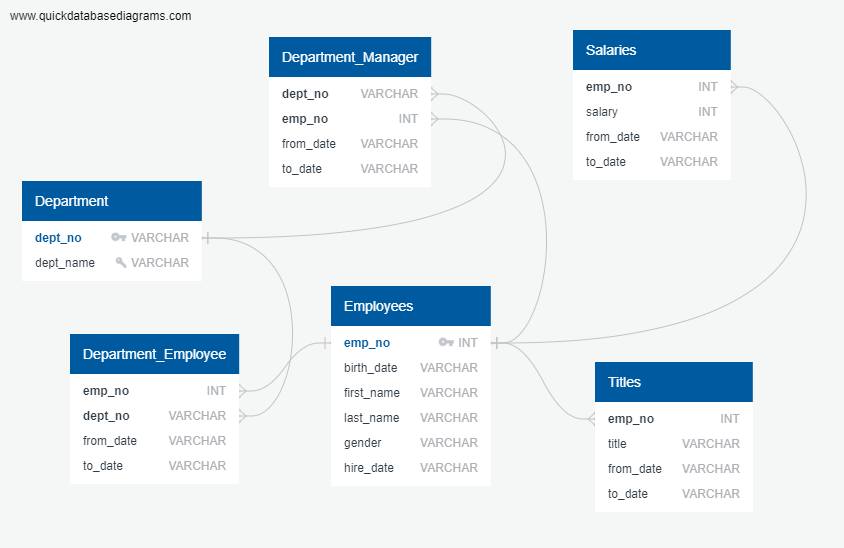 www.quickdatabasediagrams.com
Department_Manager
dept_no VARCHAR
emp_no INT
from_date VARCHAR
to_date VARCHAR
Salaries
emp_no INT
salary INT
from_date VARCHAR
to_date VARCHAR
Department
dept_no VARCHAR
dept_name VARCHAR
Employees
emp_no INT
birth_date VARCHAR
first_name VARCHAR
last_name VARCHAR
gender VARCHAR
hire_date VARCHAR
Department_Employee
emp_no INT
dept_no VARCHAR
from_date VARCHAR
to_date VARCHAR
Titles
emp_no INT
title VARCHAR
from_date VARCHAR
to_date VARCHAR